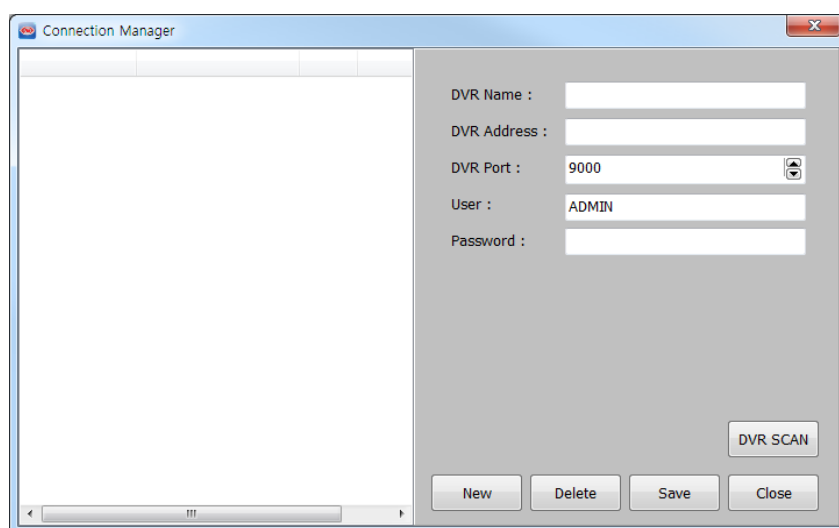 Connection Manager
DVR Name :
DVR Address :
DVR Port : 9000
User : ADMIN
Password :
DVR SCAN
New Delete Save Close